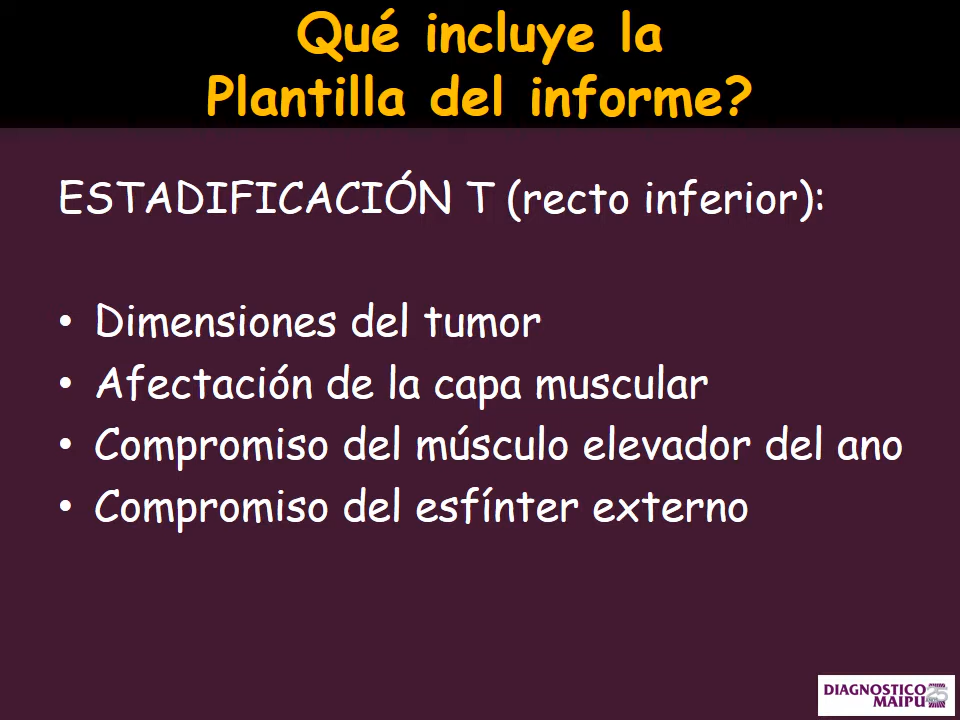 Qué incluye la
Plantilla del informe?
ESTADIFICACIÓN T (recto inferior):
• Dimensiones del tumor
• Afectación de la capa muscular
• Compromiso del músculo elevador del ano
• Compromiso del esfínter externo
DIAGNOSTICO
MAIPU 25